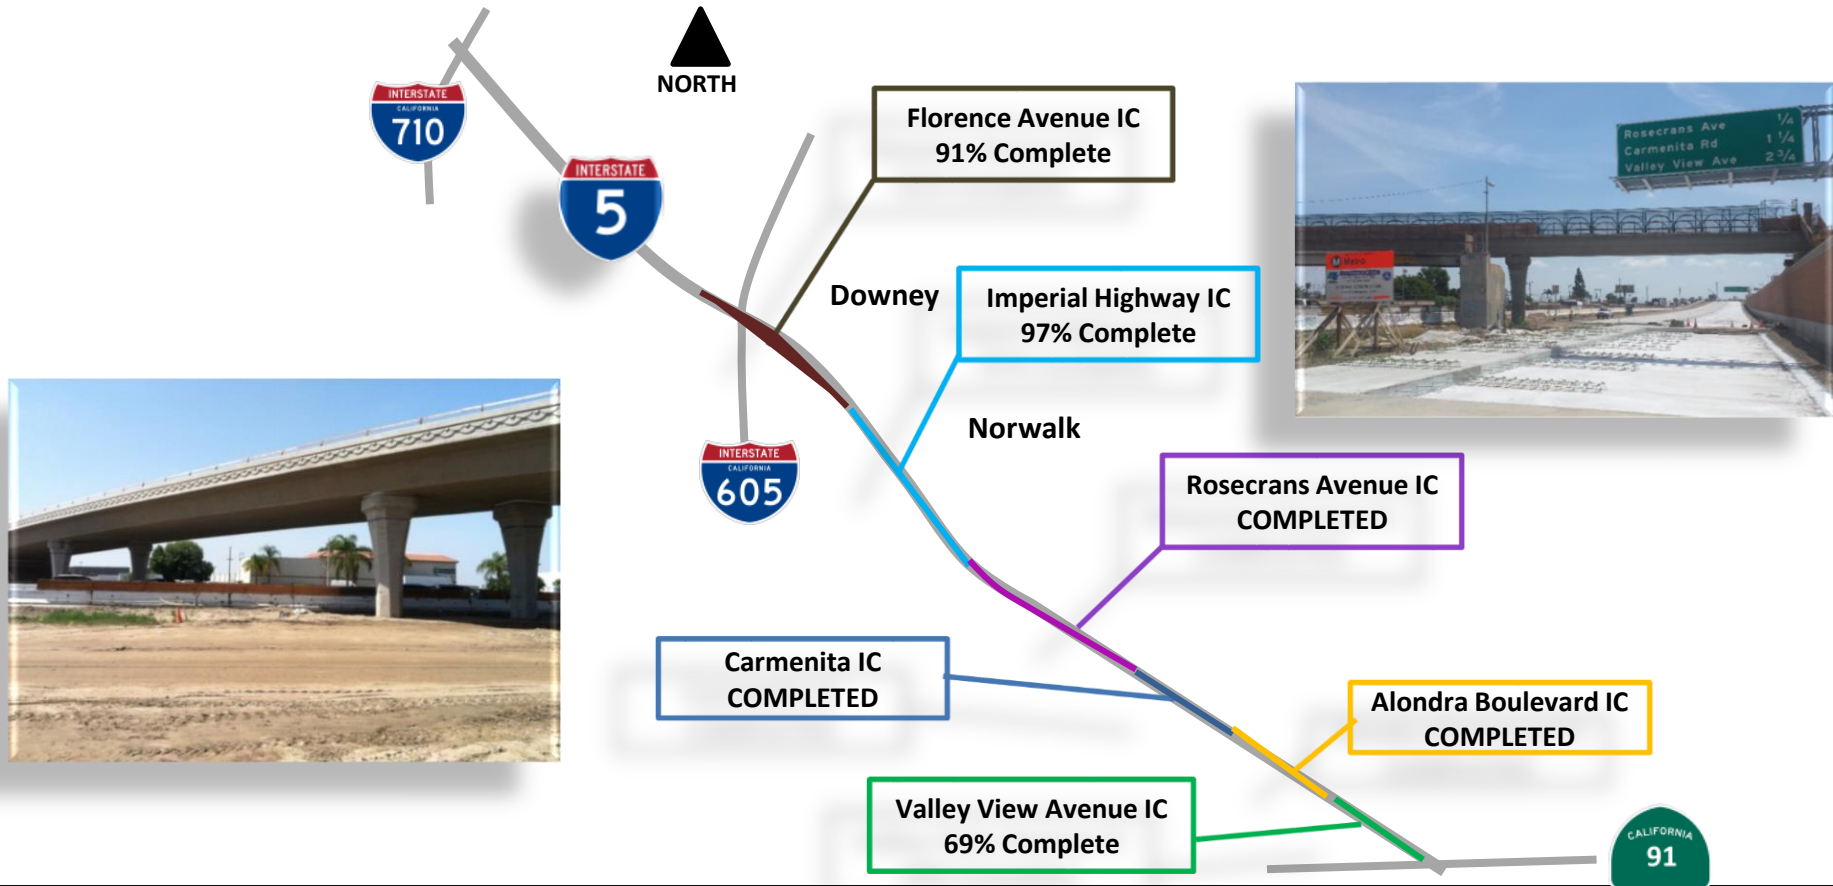 NORTH
INTERSTATE
CALIFORNIA
710
INTERSTATE
5
Florence Avenue IC
91% Complete
Rosecrans Ave 1/4
Carmenita Rd 1 1/4
Valley View Ave 2 3/4
Metro
Downey
Imperial Highway IC
97% Complete
Norwalk
INTERSTATE
CALIFORNIA
605
Rosecrans Avenue IC
COMPLETED
Carmenita IC
COMPLETED
Alondra Boulevard IC
COMPLETED
Valley View Avenue IC
69% Complete
CALIFORNIA
91